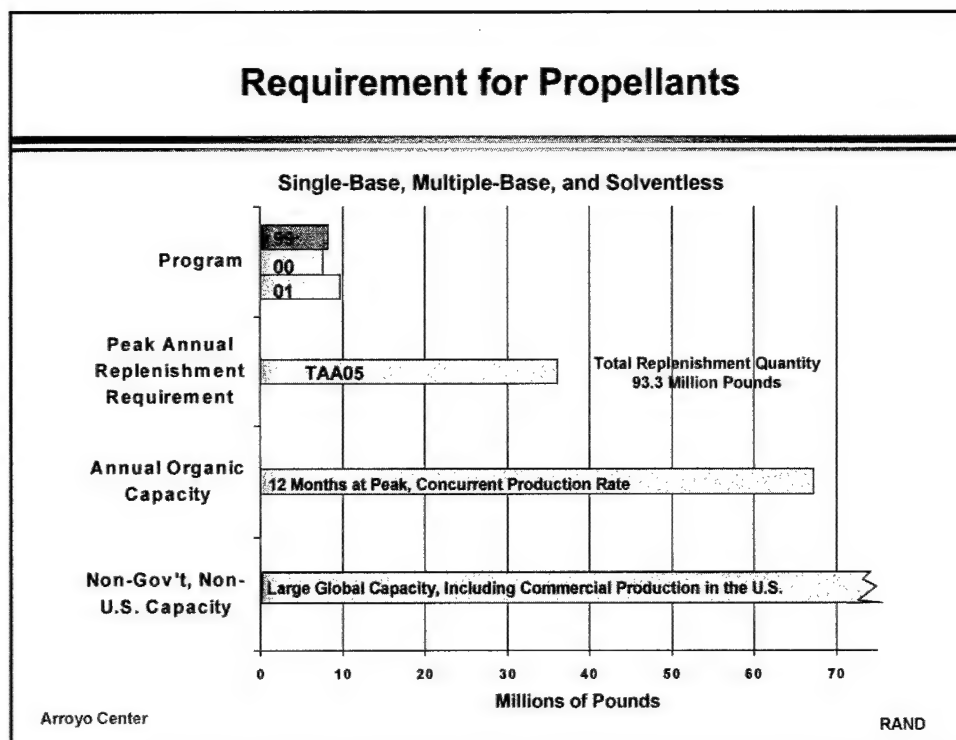 Requirement for Propellants
Single-Base, Multiple-Base, and Solventless
Program
99
00
01
Peak Annual
Replenishment
Requirement
TAA05
Total Replenishment Quantity
93.3 Million Pounds
Annual Organic
Capacity
12 Months at Peak, Concurrent Production Rate
Non-Gov't, Non-
U.S. Capacity
Large Global Capacity, Including Commercial Production in the U.S.
0 10 20 30 40 50 60 70
Millions of Pounds
Arroyo Center
RAND